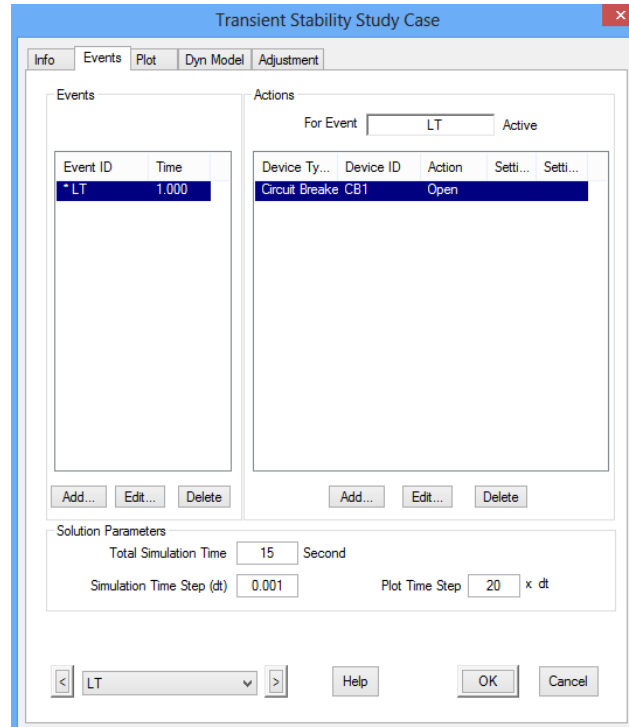 Transient Stability Study Case
Info Events Plot Dyn Model Adjustment
Events
Event ID Time
* LT 1.000
Add... Edit... Delete
Actions
For Event LT Active
Device Ty... Device ID Action Setti... Setti...
Circuit Breake CB1 Open
Add... Edit... Delete
Solution Parameters
Total Simulation Time 15 Second
Simulation Time Step (dt) 0.001 Plot Time Step 20 x dt
< LT > Help OK Cancel